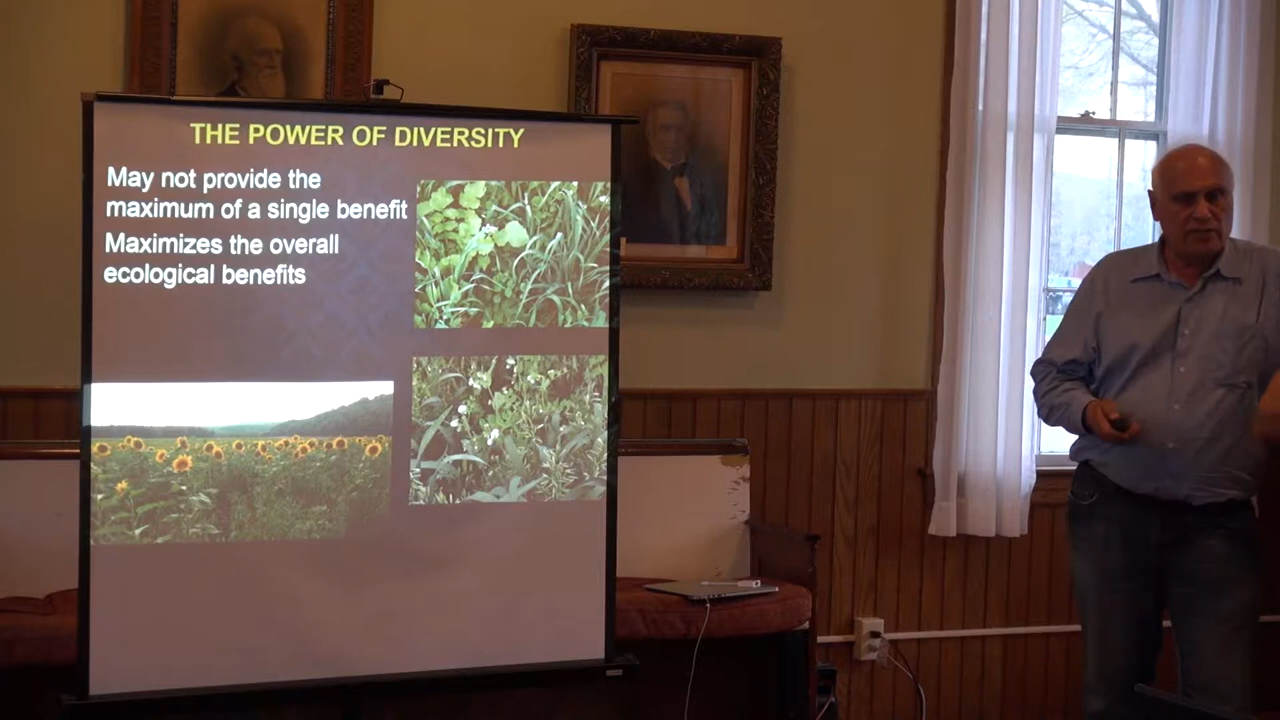 THE POWER OF DIVERSITY
May not provide the
maximum of a single benefit
Maximizes the overall
ecological benefits